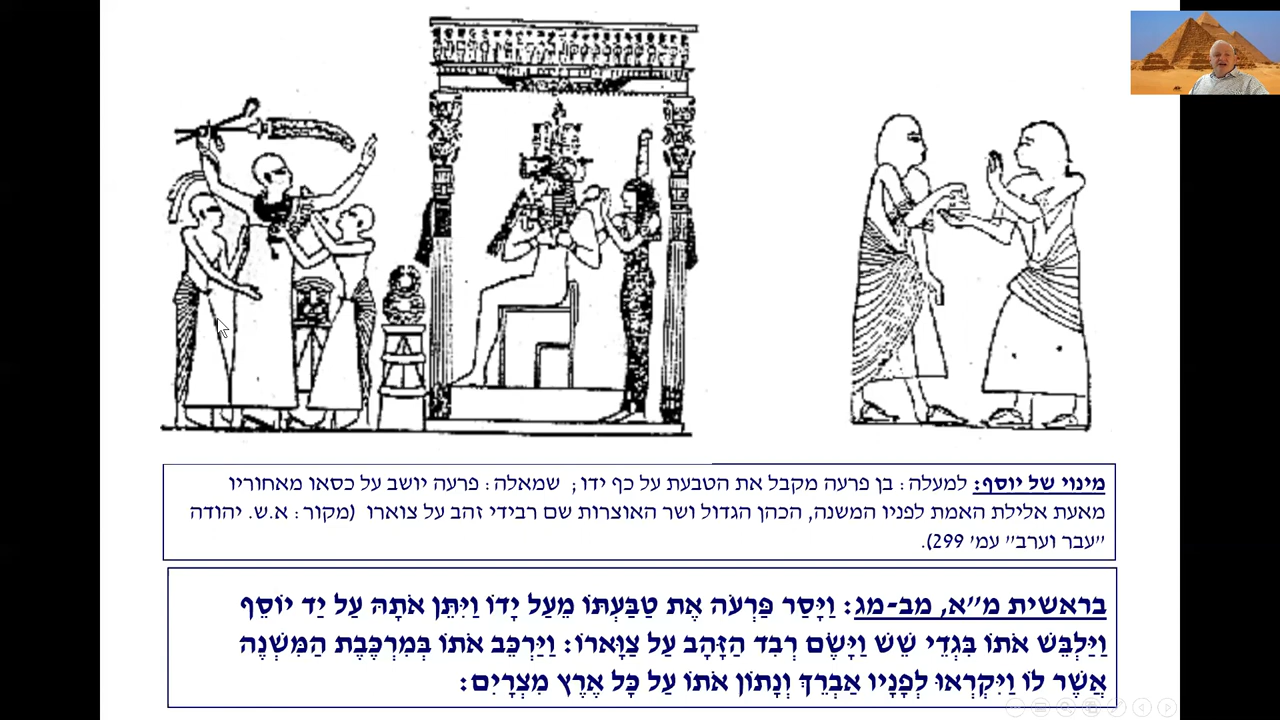 מינוי של יוסף: למעלה: בן פרעה מקבל את הטבעת על כף ידו; שמאלה: פרעה יושב על כסאו מאחוריו
מאעת אלילת האמת לפניו המשנה, הכהן הגדול ושר האוצרות שם רבידי זהב על צוארו (מקור: א.ש. יהודה
״עבר וערב״ עמ׳ 299).
בראשית מ״א, מב-מג: וַיָּסַר פַּרְעֹה אֶת טַבַּעְתּוֹ מֵעַל יָדוֹ וַיִּתֵּן אֹתָהּ עַל יַד יוֹסֵף
וַיַּלְבֵּשׁ אֹתוֹ בִּגְדֵי שֵׁשׁ וַיָּשֶׂם רְבִד הַזָּהָב עַל צַוָּארוֹ: וַיַּרְכֵּב אֹתוֹ בְּמִרְכֶּבֶת הַמִּשְׁנֶה
אֲשֶׁר לוֹ וַיִּקְרְאוּ לְפָנָיו אַבְרֵךְ וְנָתוֹן אֹתוֹ עַל כָּל אֶרֶץ מִצְרָיִם: